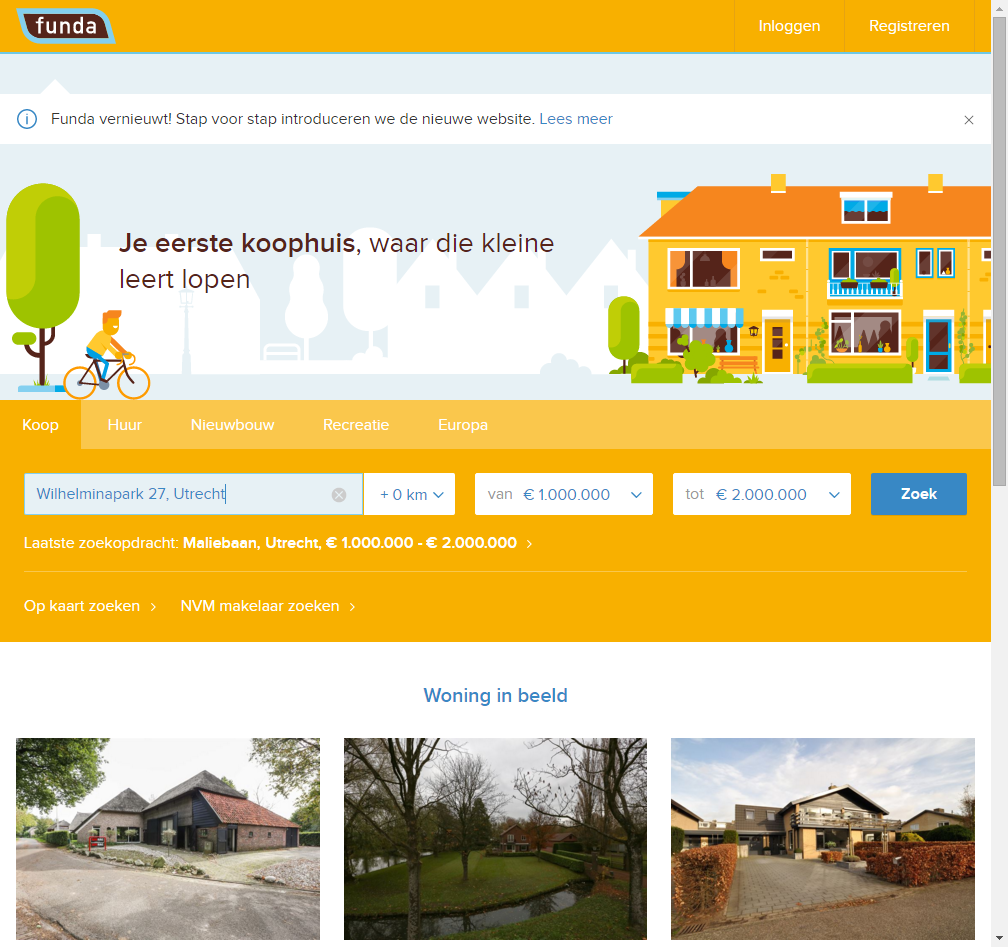 funda
Inloggen
Registreren
Funda vernieuwt! Stap voor stap introduceren we de nieuwe website. Lees meer
Je eerste koophuis, waar die kleine
leert lopen
Koop
Huur
Nieuwbouw
Recreatie
Europa
Wilhelminapark 27, Utrecht
+ 0 km
van € 1.000.000
tot € 2.000.000
Zoek
Laatste zoekopdracht: Maliebaan, Utrecht, € 1.000.000 - € 2.000.000
Op kaart zoeken
NVM makelaar zoeken
Woning in beeld